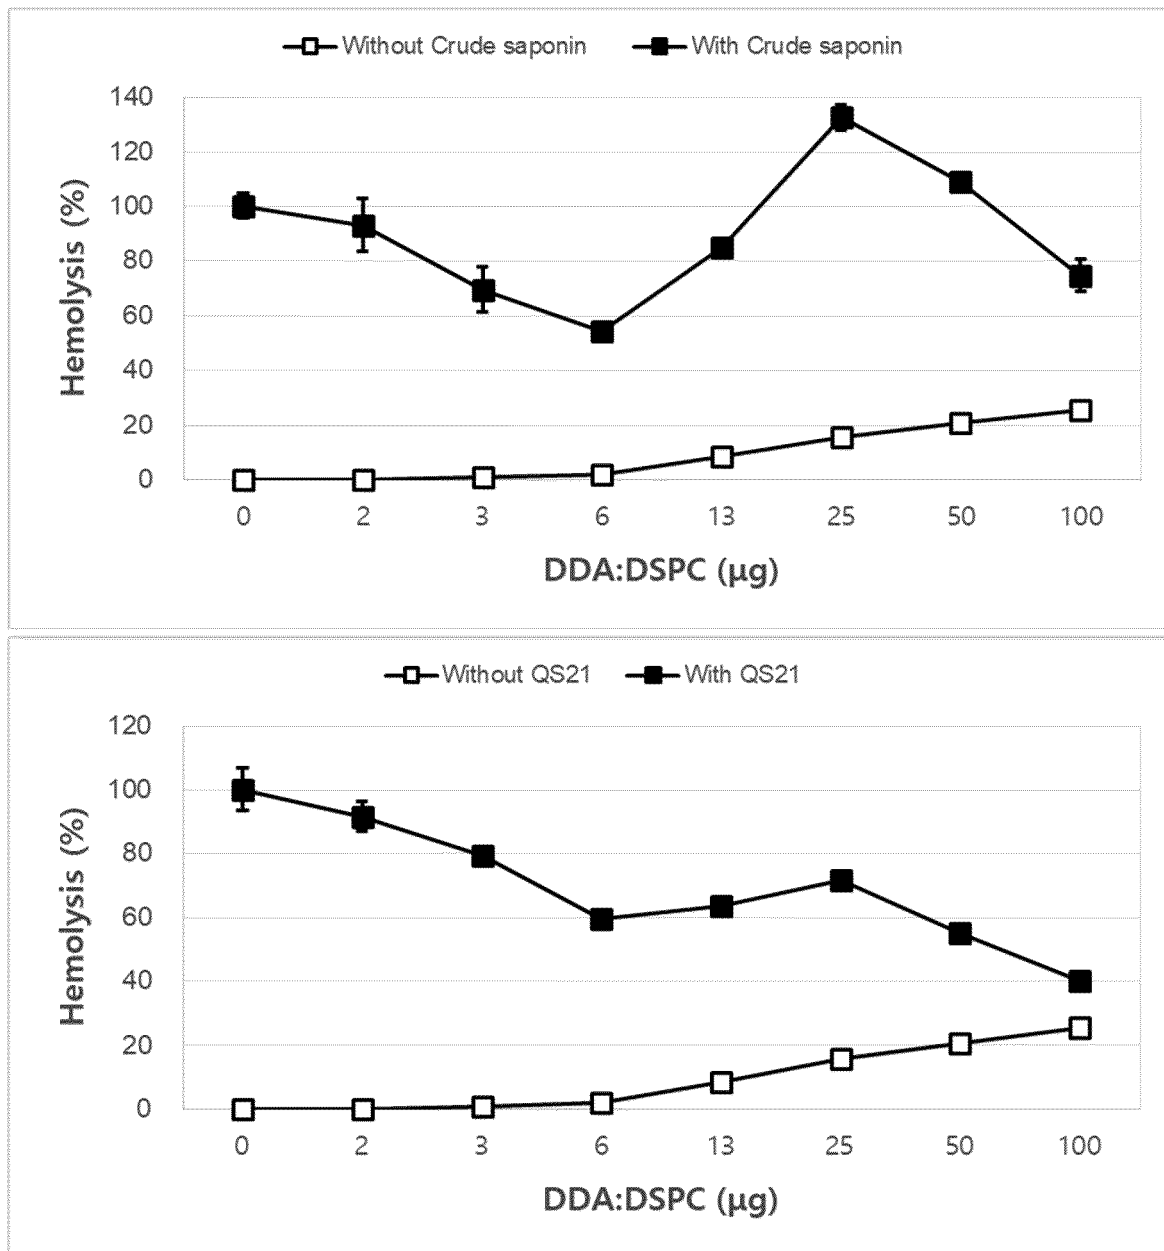 Without Crude saponin With Crude saponin
140
120
100
80
60
40
20
0
Hemolysis (%)
0 2 3 6 13 25 50 100
DDA:DSPC (μg)
Without QS21 With QS21
120
100
80
60
40
20
0
Hemolysis (%)
0 2 3 6 13 25 50 100
DDA:DSPC (μg)